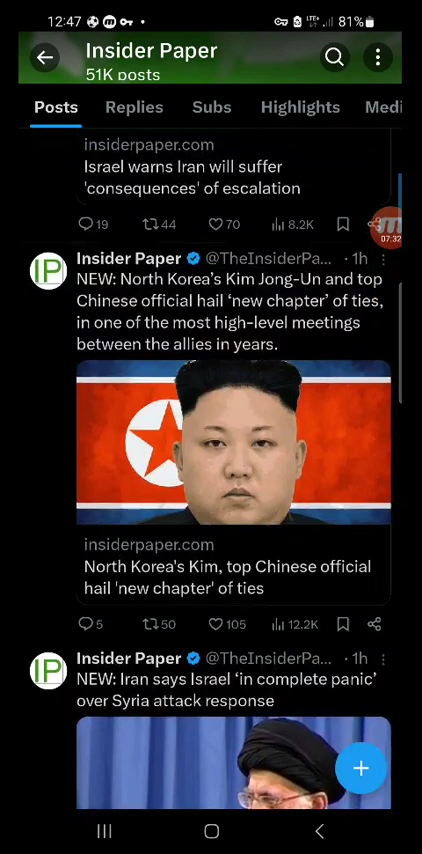 12:47
LTE+
81%
Insider Paper
51K posts
Posts Replies Subs Highlights Medi
insiderpaper.com
Israel warns Iran will suffer
'consequences' of escalation
19 44 70 8.2K
07:32
Insider Paper @TheInsiderPa... · 1h
NEW: North Korea's Kim Jong-Un and top
Chinese official hail ‘new chapter’ of ties,
in one of the most high-level meetings
between the allies in years.
insiderpaper.com
North Korea's Kim, top Chinese official
hail 'new chapter' of ties
5 50 105 12.2K
IP
Insider Paper @TheInsiderPa... · 1h
NEW: Iran says Israel ‘in complete panic’
over Syria attack response
IP